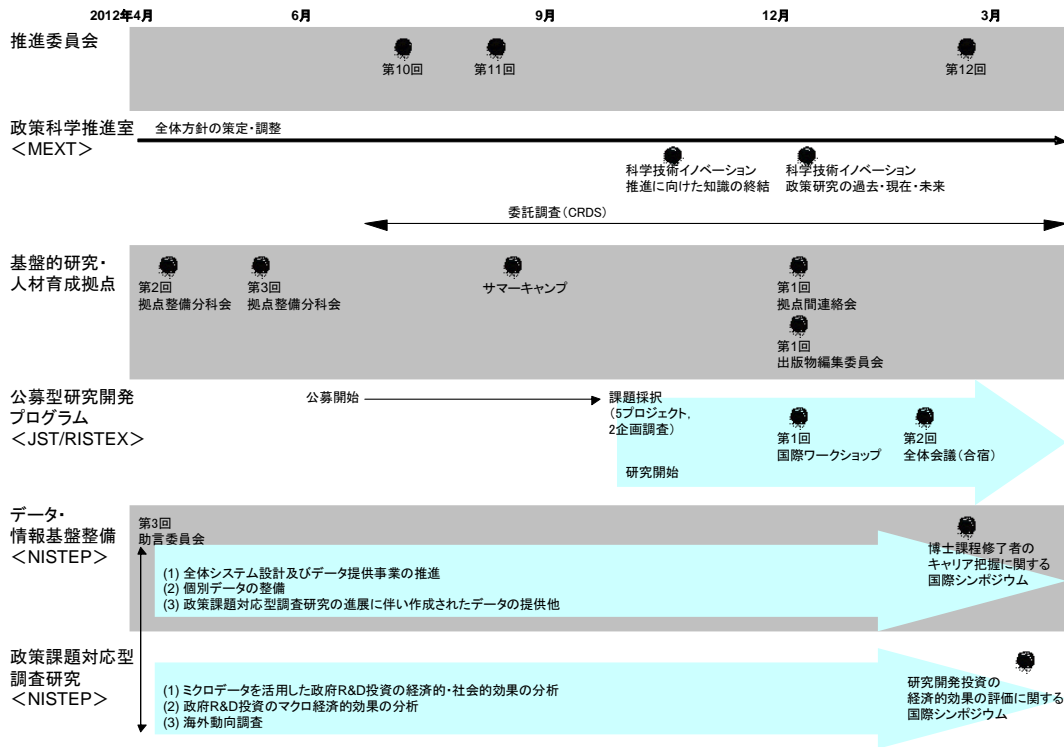 2012年4月
6月
9月
12月
3月
推進委員会
第10回
第11回
第12回
政策科学推進室
＜MEXT＞
全体方針の策定・調整
科学技術イノベーション
推進に向けた知識の終結
科学技術イノベーション
政策研究の過去・現在・未来
委託調査（CRDS）
基盤的研究・
人材育成拠点
第2回
拠点整備分科会
第3回
拠点整備分科会
サマーキャンプ
第1回
拠点間連絡会
第1回
出版物編集委員会
公募型研究開発
プログラム
＜JST/RISTEX＞
公募開始
課題採択
（5プロジェクト,
2企画調査）
研究開始
第1回
国際ワークショップ
第2回
全体会議（合宿）
データ・
情報基盤整備
＜NISTEP＞
第3回
助言委員会
(1) 全体システム設計及びデータ提供事業の推進
(2) 個別データの整備
(3) 政策課題対応型調査研究の進展に伴い作成されたデータの提供他
博士課程修了者の
キャリア把握に関する
国際シンポジウム
政策課題対応型
調査研究
＜NISTEP＞
(1) ミクロデータを活用した政府R&D投資の経済的・社会的効果の分析
(2) 政府R&D投資のマクロ経済的効果の分析
(3) 海外動向調査
研究開発投資の
経済的効果の評価に関する
国際シンポジウム